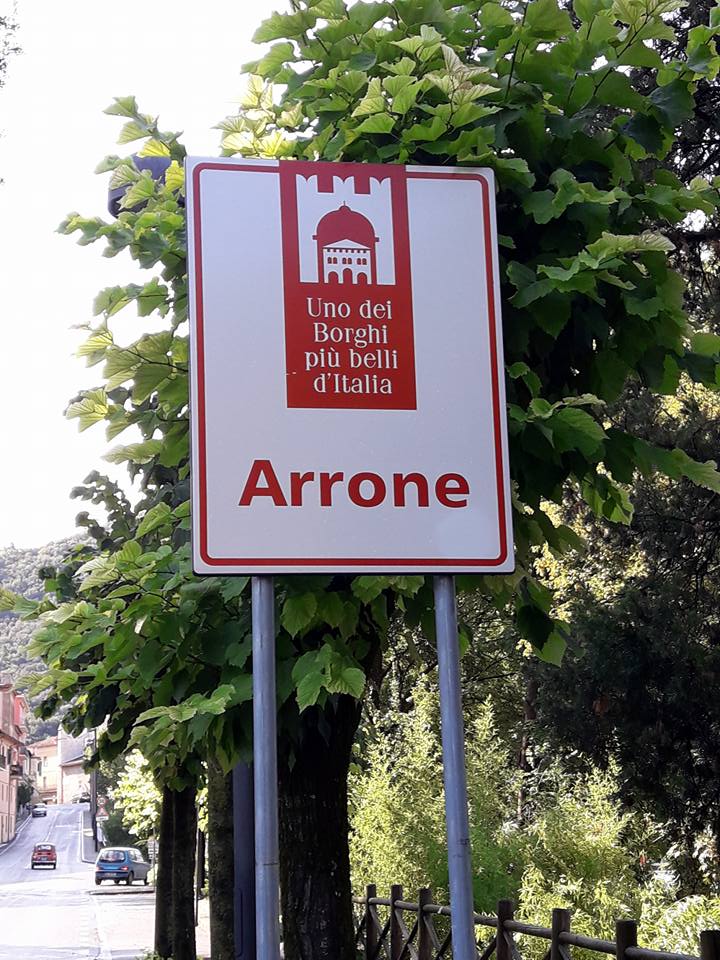 Uno dei
Borghi
più belli
d'Italia
Arrone